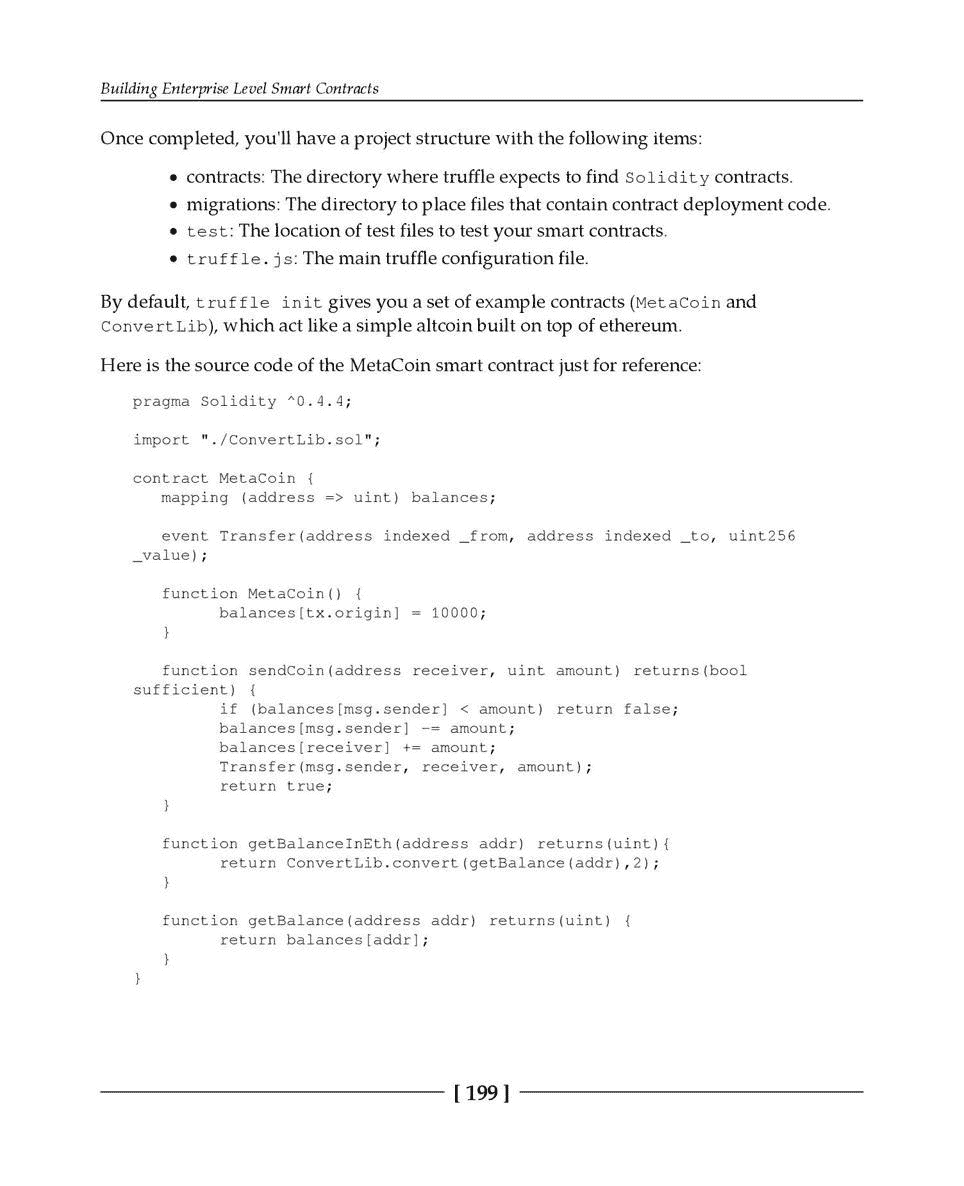 Building Enterprise Level Smart Contracts
Once completed, you'll have a project structure with the following items:
• contracts: The directory where truffle expects to find Solidity contracts.
• migrations: The directory to place files that contain contract deployment code.
• test: The location of test files to test your smart contracts.
• truffle.js: The main truffle configuration file.
By default, truffle init gives you a set of example contracts (MetaCoin and
ConvertLib), which act like a simple altcoin built on top of ethereum.
Here is the source code of the MetaCoin smart contract just for reference:
pragma Solidity ^0.4.4;
import "./ConvertLib.sol";
contract MetaCoin {
mapping (address => uint) balances;
event Transfer(address indexed _from, address indexed _to, uint256
_value);
function MetaCoin() {
balances[tx.origin] = 10000;
}
function sendCoin(address receiver, uint amount) returns(bool
sufficient) {
if (balances[msg.sender] < amount) return false;
balances[msg.sender] -= amount;
balances[receiver] += amount;
Transfer(msg.sender, receiver, amount);
return true;
}
function getBalanceInEth(address addr) returns(uint){
return ConvertLib.convert(getBalance(addr),2);
}
function getBalance(address addr) returns(uint) {
return balances[addr];
}
}
[ 199 ]